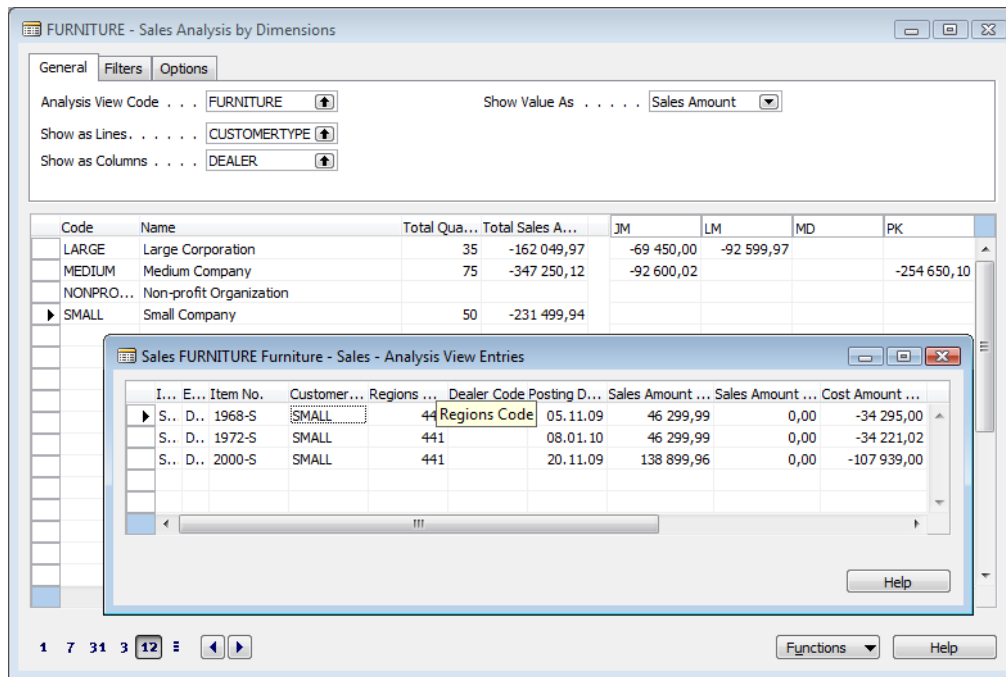 FURNITURE - Sales Analysis by Dimensions
General Filters Options
Analysis View Code . . . FURNITURE Show Value As . . . . . Sales Amount
Show as Lines. . . . . . CUSTOMERTYPE
Show as Columns . . . . DEALER
Code Name Total Qua... Total Sales A... JM LM MD PK
LARGE Large Corporation 35 -162 049,97 -69 450,00 -92 599,97
MEDIUM Medium Company 75 -347 250,12 -92 600,02 -254 650,10
NONPRO... Non-profit Organization
SMALL Small Company 50 -231 499,94
Sales FURNITURE Furniture - Sales - Analysis View Entries
I... E... Item No. Customer... Regions ... Dealer Code Posting D... Sales Amount ... Sales Amount ... Cost Amount ...
S... D... 1968-S SMALL 44 Regions Code 05.11.09 46 299,99 0,00 -34 295,00
S... D... 1972-S SMALL 441 08.01.10 46 299,99 0,00 -34 221,02
S... D... 2000-S SMALL 441 20.11.09 138 899,96 0,00 -107 939,00
Help
1 7 31 3 12 Functions Help